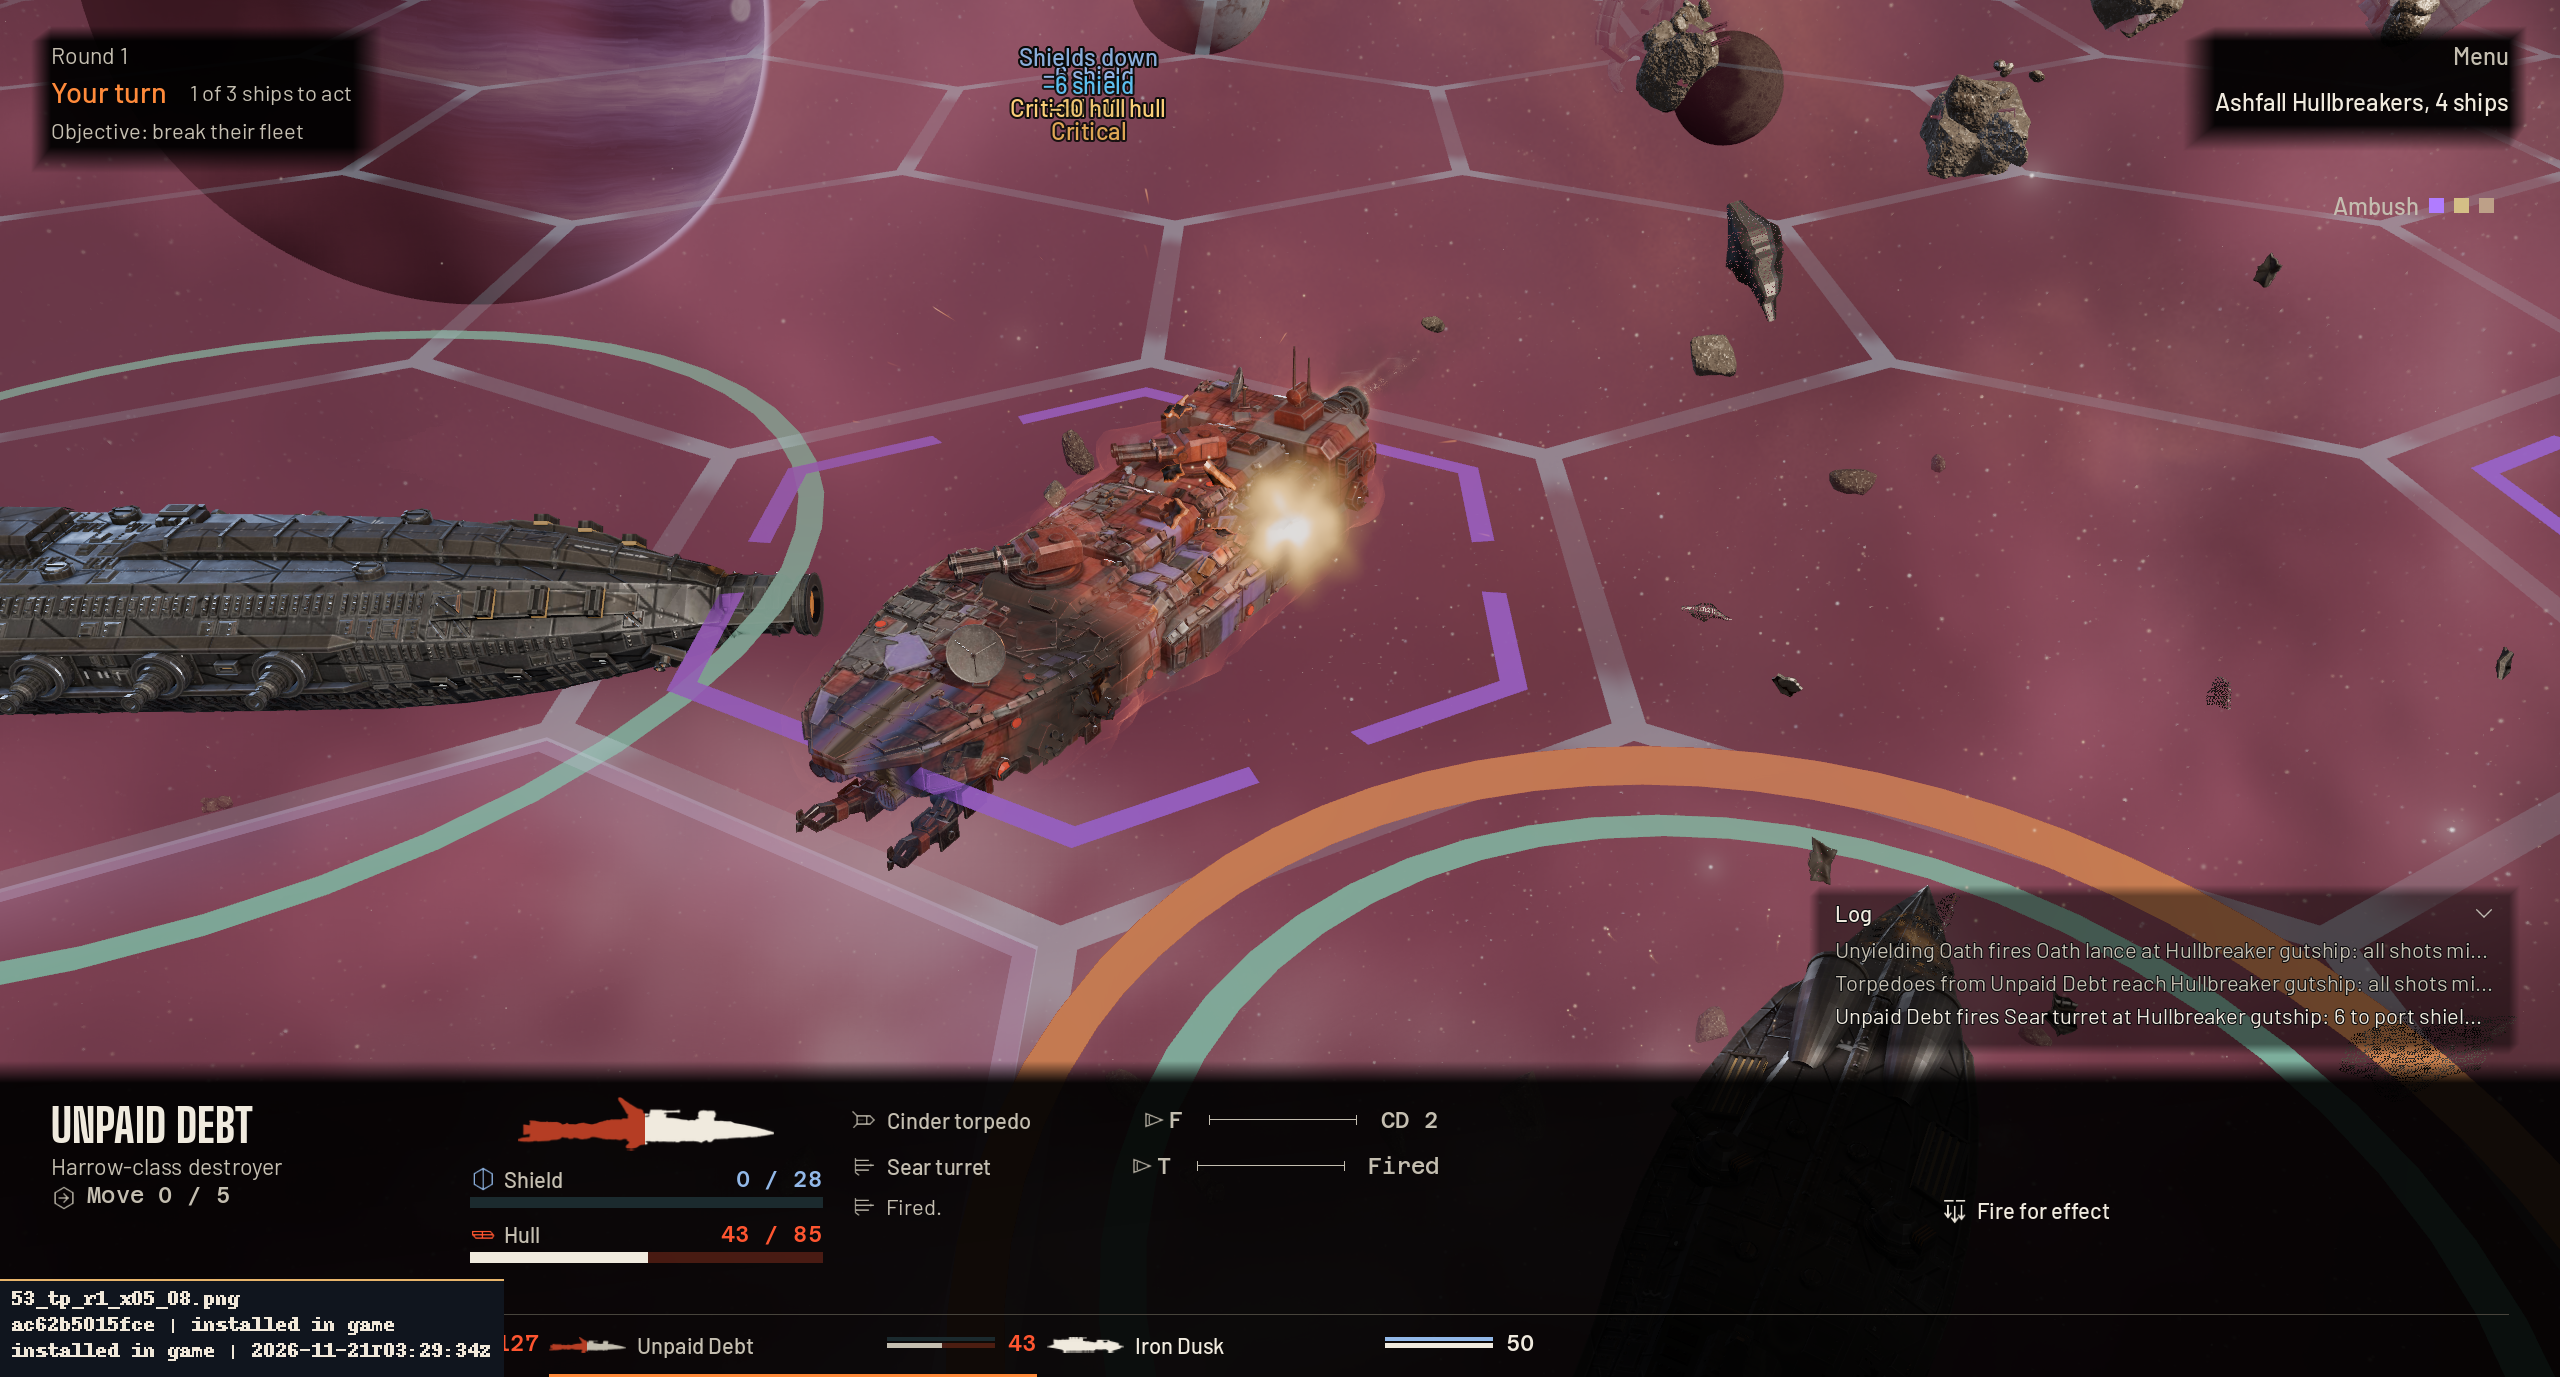 Round 1
Your turn 1 of 3 ships to act
Objective: break their fleet
Shields down
-6 shield
Critical
Menu
Ashfall Hullbreakers, 4 ships
Ambush
Log
Unyielding Oath fires Oath lance at Hullbreaker gutship: all shots mi...
Torpedoes from Unpaid Debt reach Hullbreaker gutship: all shots mi...
Unpaid Debt fires Sear turret at Hullbreaker gutship: 6 to port shiel...
UNPAID DEBT
Harrow-class destroyer
Move 0 / 5
Shield 0 / 28
Hull 43 / 85
Cinder torpedo F CD 2
Sear turret T Fired
Fired.
Fire for effect
53_tp_r1_x05_08.png
ac62b5015fce | installed in game
installed in game | 2026-11-21T03:29:34Z
127 Unpaid Debt 43 Iron Dusk 50